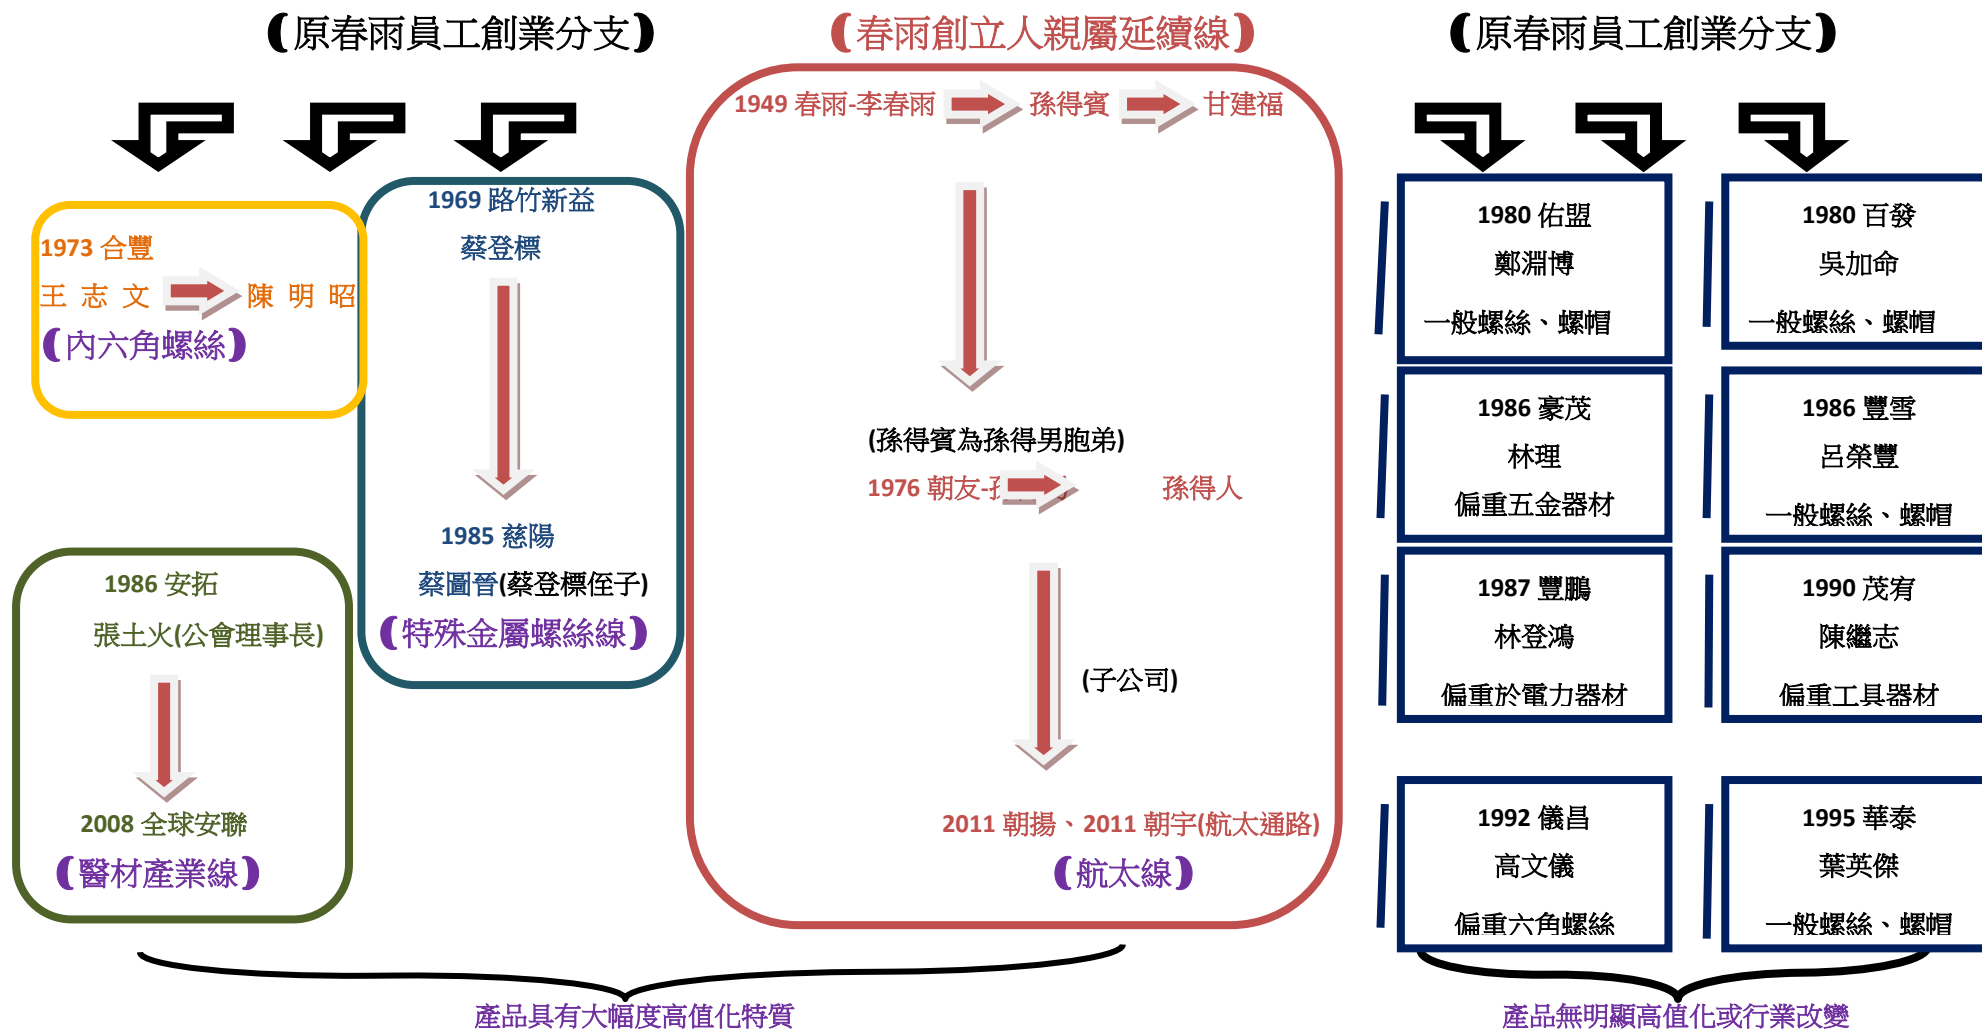 (原春雨員工創業分支)
(春雨創立人親屬延續線)
(原春雨員工創業分支)
1949 春雨-李春雨
孫得賓
甘建福
(孫得賓為孫得男胞弟)
1976 朝友-孫
孫得人
(子公司)
2011 朝揚、2011 朝宇(航太通路)
(航太線)
1969 路竹新益
蔡登標
1985 慈陽
蔡圖晉(蔡登標侄子)
(特殊金屬螺絲線)
1973 合豐
王 志 文
陳 明 昭
(內六角螺絲)
1986 安拓
張土火(公會理事長)
2008 全球安聯
(醫材產業線)
產品具有大幅度高值化特質
1980 佑盟
鄭淵博
一般螺絲、螺帽
1980 百發
吳加命
一般螺絲、螺帽
1986 豪茂
林理
偏重五金器材
1986 豐雪
呂榮豐
一般螺絲、螺帽
1987 豐鵬
林登鴻
偏重於電力器材
1990 茂宥
陳繼志
偏重工具器材
1992 儀昌
高文儀
偏重六角螺絲
1995 華泰
葉英傑
一般螺絲、螺帽
產品無明顯高值化或行業改變